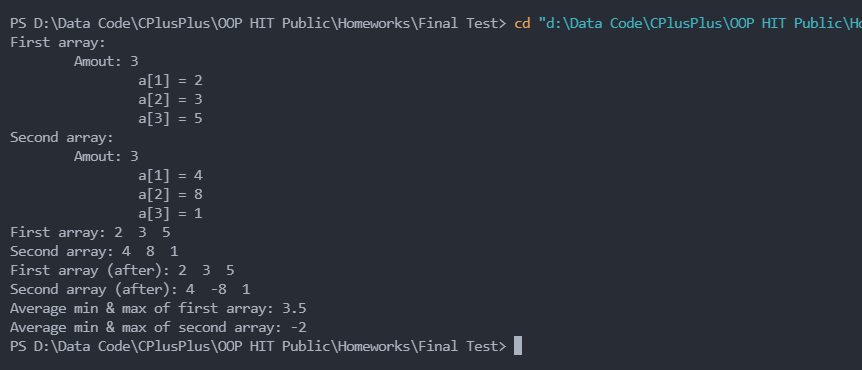 PS D:\Data Code\CPlusPlus\OOP HIT Public\Homeworks\Final Test> cd "d:\Data Code\CPlusPlus\OOP HIT Public\Ho
First array:
Amout: 3
a[1] = 2
a[2] = 3
a[3] = 5
Second array:
Amout: 3
a[1] = 4
a[2] = 8
a[3] = 1
First array: 2  3  5
Second array: 4  8  1
First array (after): 2  3  5
Second array (after): 4  -8  1
Average min & max of first array: 3.5
Average min & max of second array: -2
PS D:\Data Code\CPlusPlus\OOP HIT Public\Homeworks\Final Test>